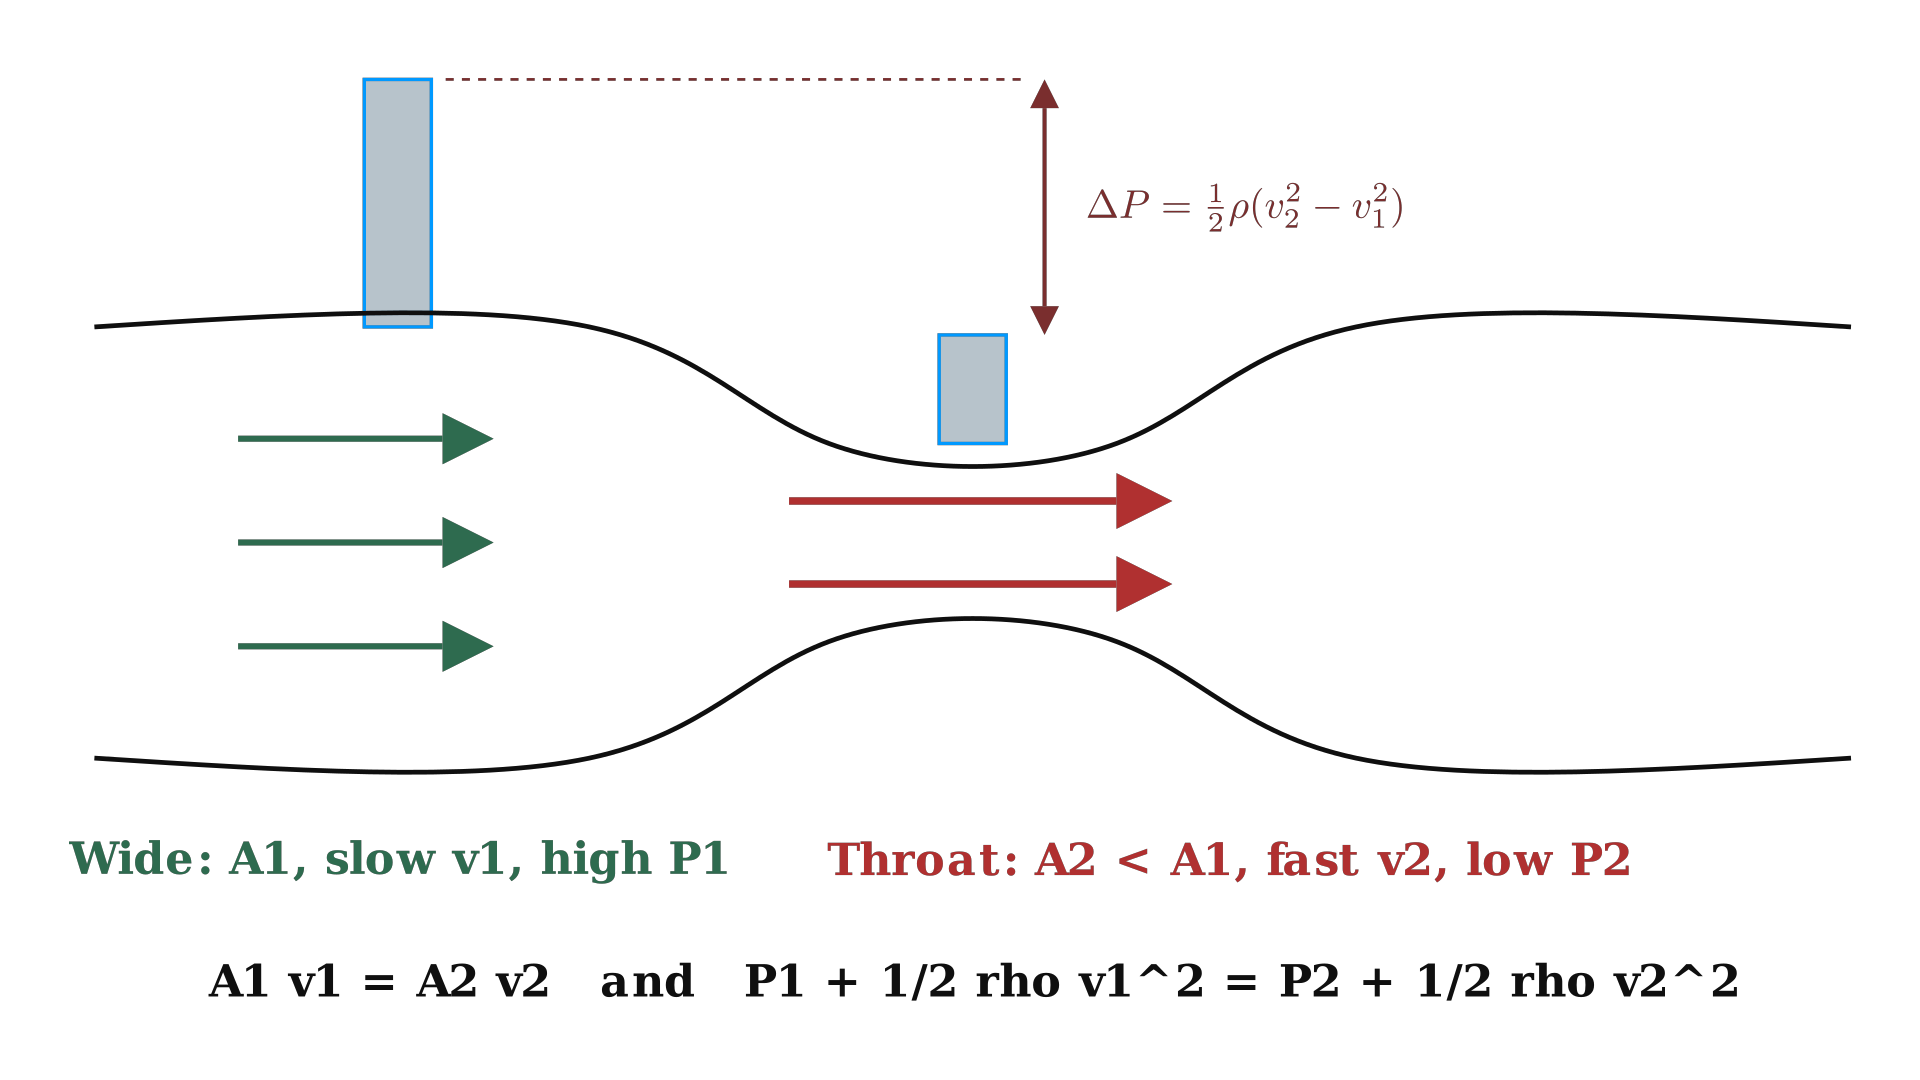 ΔP = ½ρ(v₂² − v₁²)
Wide: A1, slow v1, high P1
Throat: A2 < A1, fast v2, low P2
A1 v1 = A2 v2 and P1 + 1/2 rho v1^2 = P2 + 1/2 rho v2^2